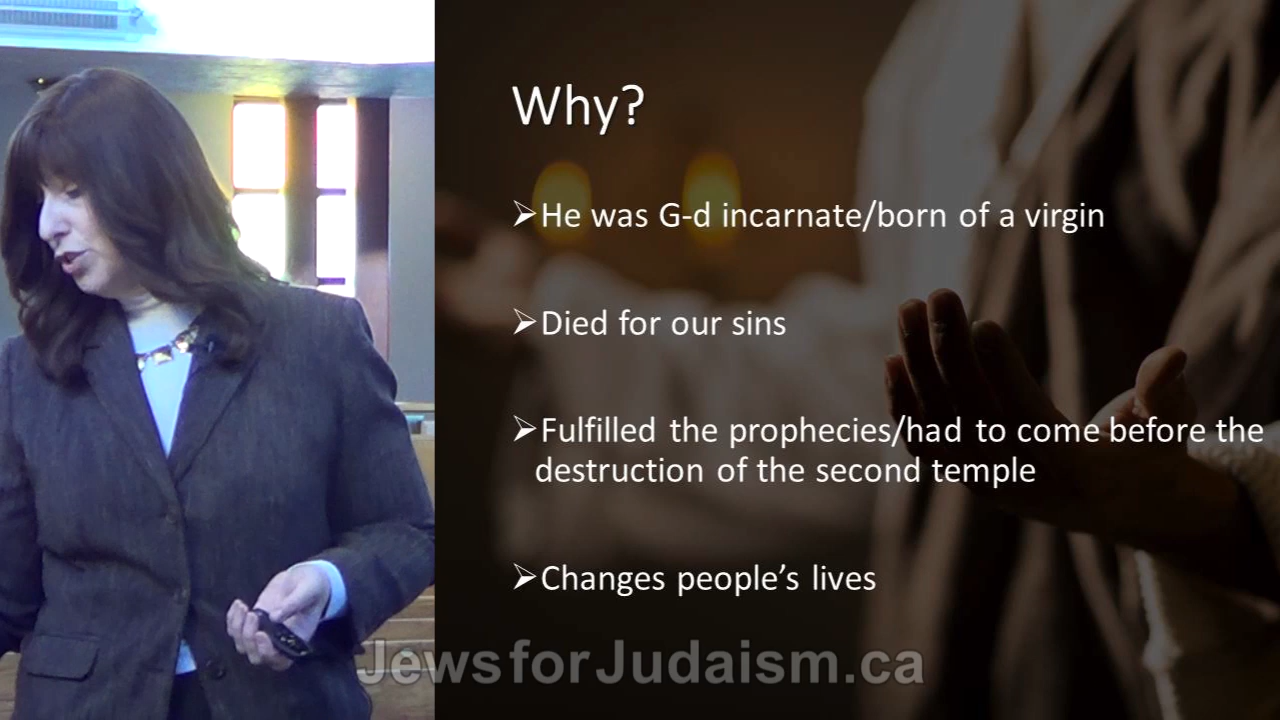 Why?
➢He was G-d incarnate/born of a virgin
➢Died for our sins
➢Fulfilled the prophecies/had to come before the
destruction of the second temple
➢Changes people’s lives
JewsforJudaism.ca